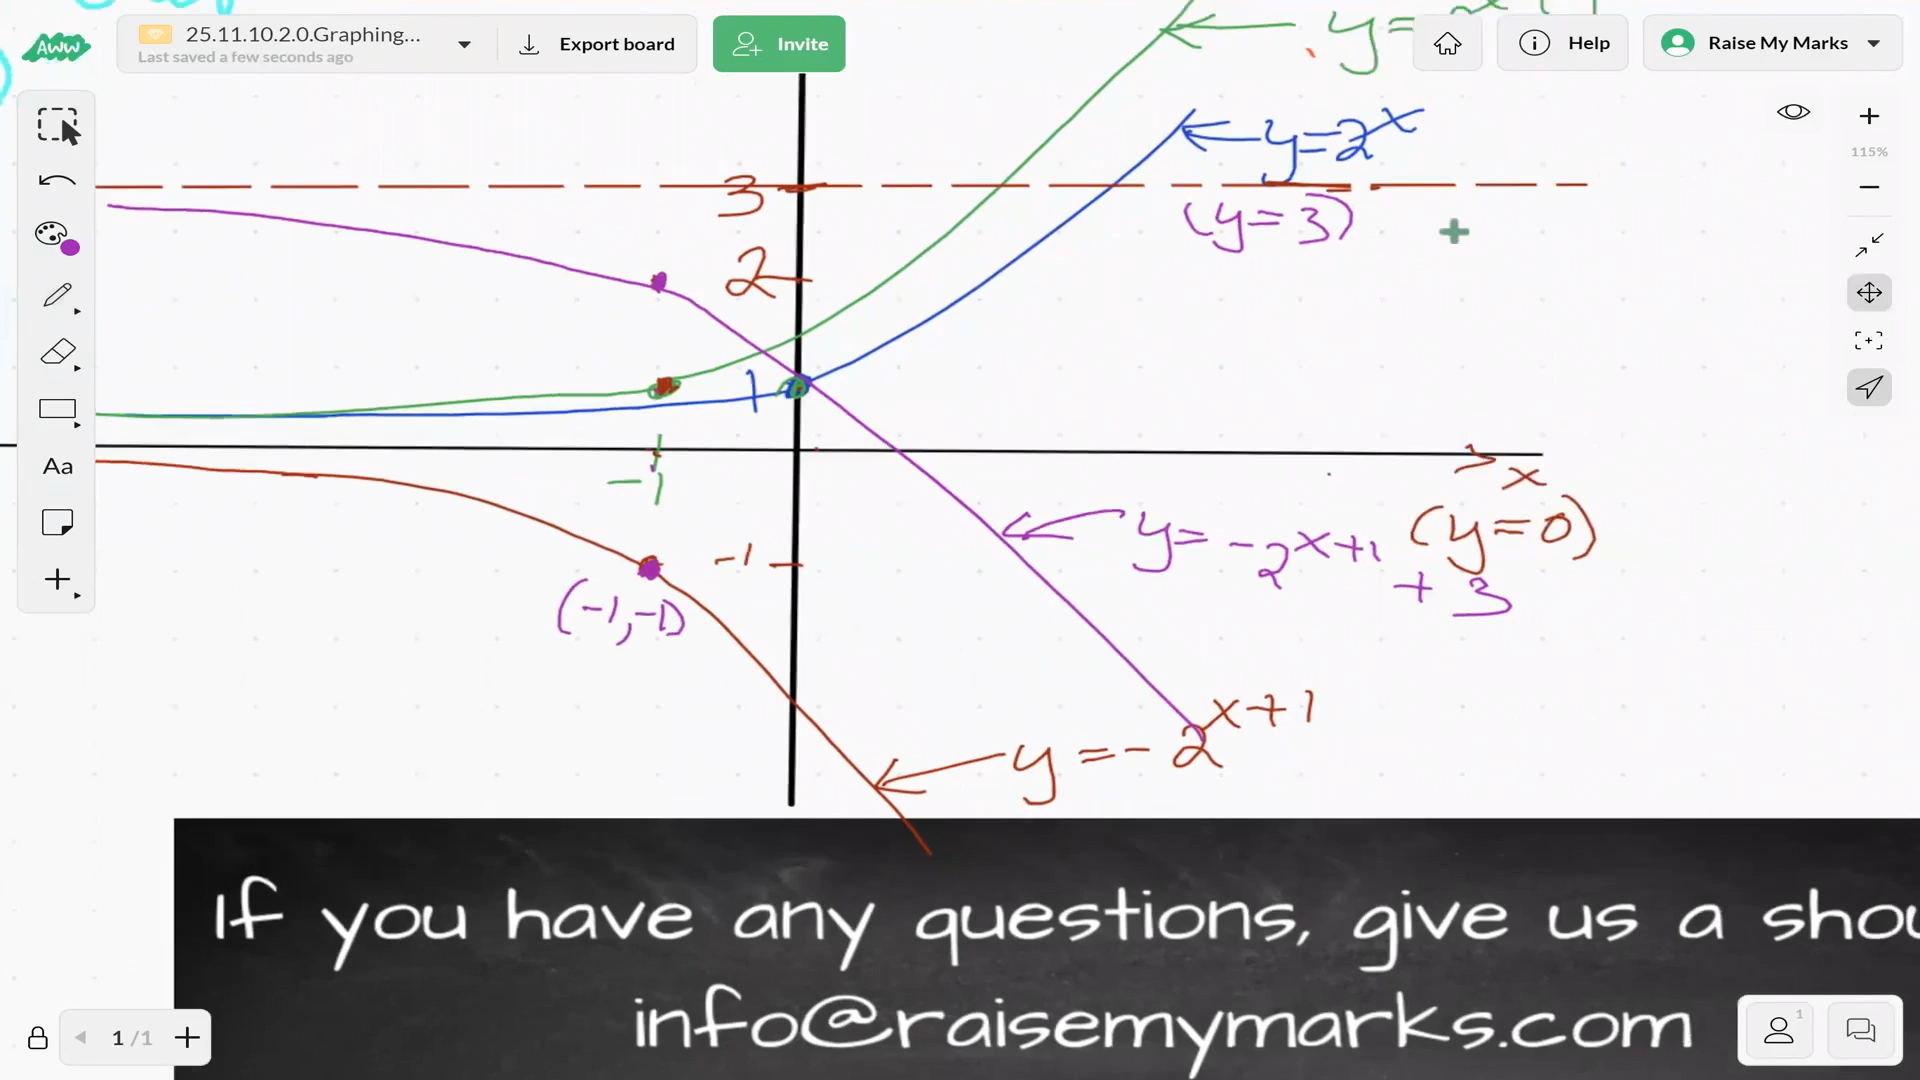 AWW
25.11.10.2.0.Graphing...
Last saved a few seconds ago
Export board
Invite
Help
Raise My Marks
y=
y=2^x
115%
3
(y=3)
2
1
-1
x
(y=0)
y=-2^x+1
+3
-1
(-1,-1)
y=-2^x+1
Aa
If you have any questions, give us a shou
info@raisemymarks.com
1 /1
1